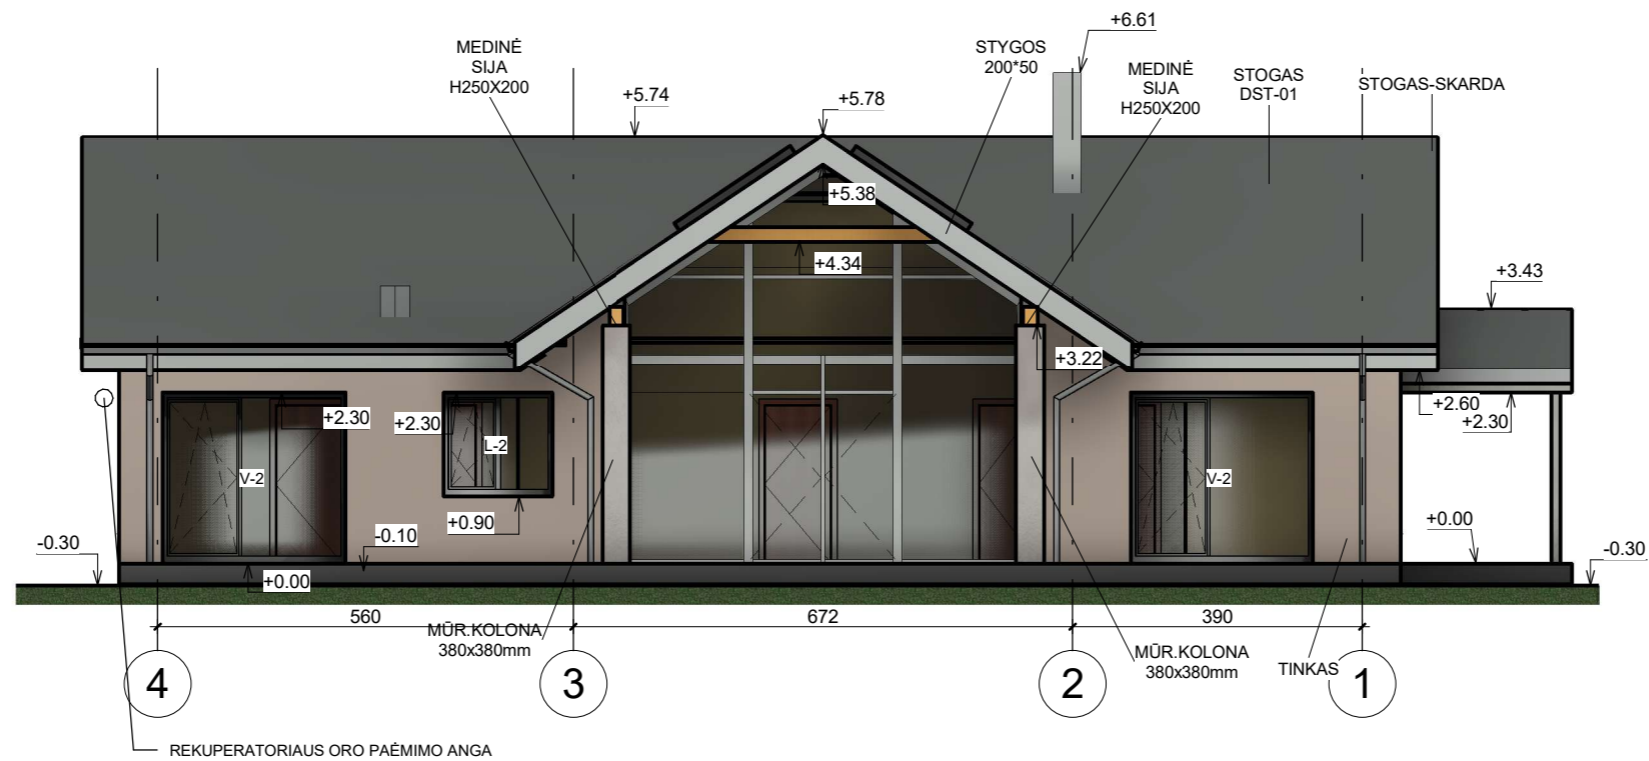 +6.61
MEDINĖ
SIJA
H250X200
STYGOS
200*50
MEDINĖ
SIJA
H250X200
STOGAS
DST-01
STOGAS-SKARDA
+5.74
+5.78
+5.38
+4.34
+3.43
+3.22
+2.30
+2.30
L-2
V-2
V-2
+2.60
+2.30
+0.90
-0.10
+0.00
-0.30
+0.00
-0.30
560
672
390
MŪR.KOLONA
380x380mm
MŪR.KOLONA
380x380mm
TINKAS
4
3
2
1
REKUPERATORIAUS ORO PAĖMIMO ANGA